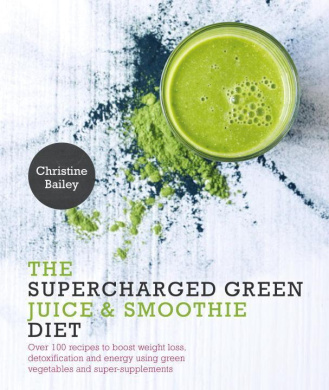 Christine
Bailey
THE
SUPERCHARGED GREEN
JUICE & SMOOTHIE
DIET
Over 100 recipes to boost weight loss,
detoxification and energy using green
vegetables and super-supplements